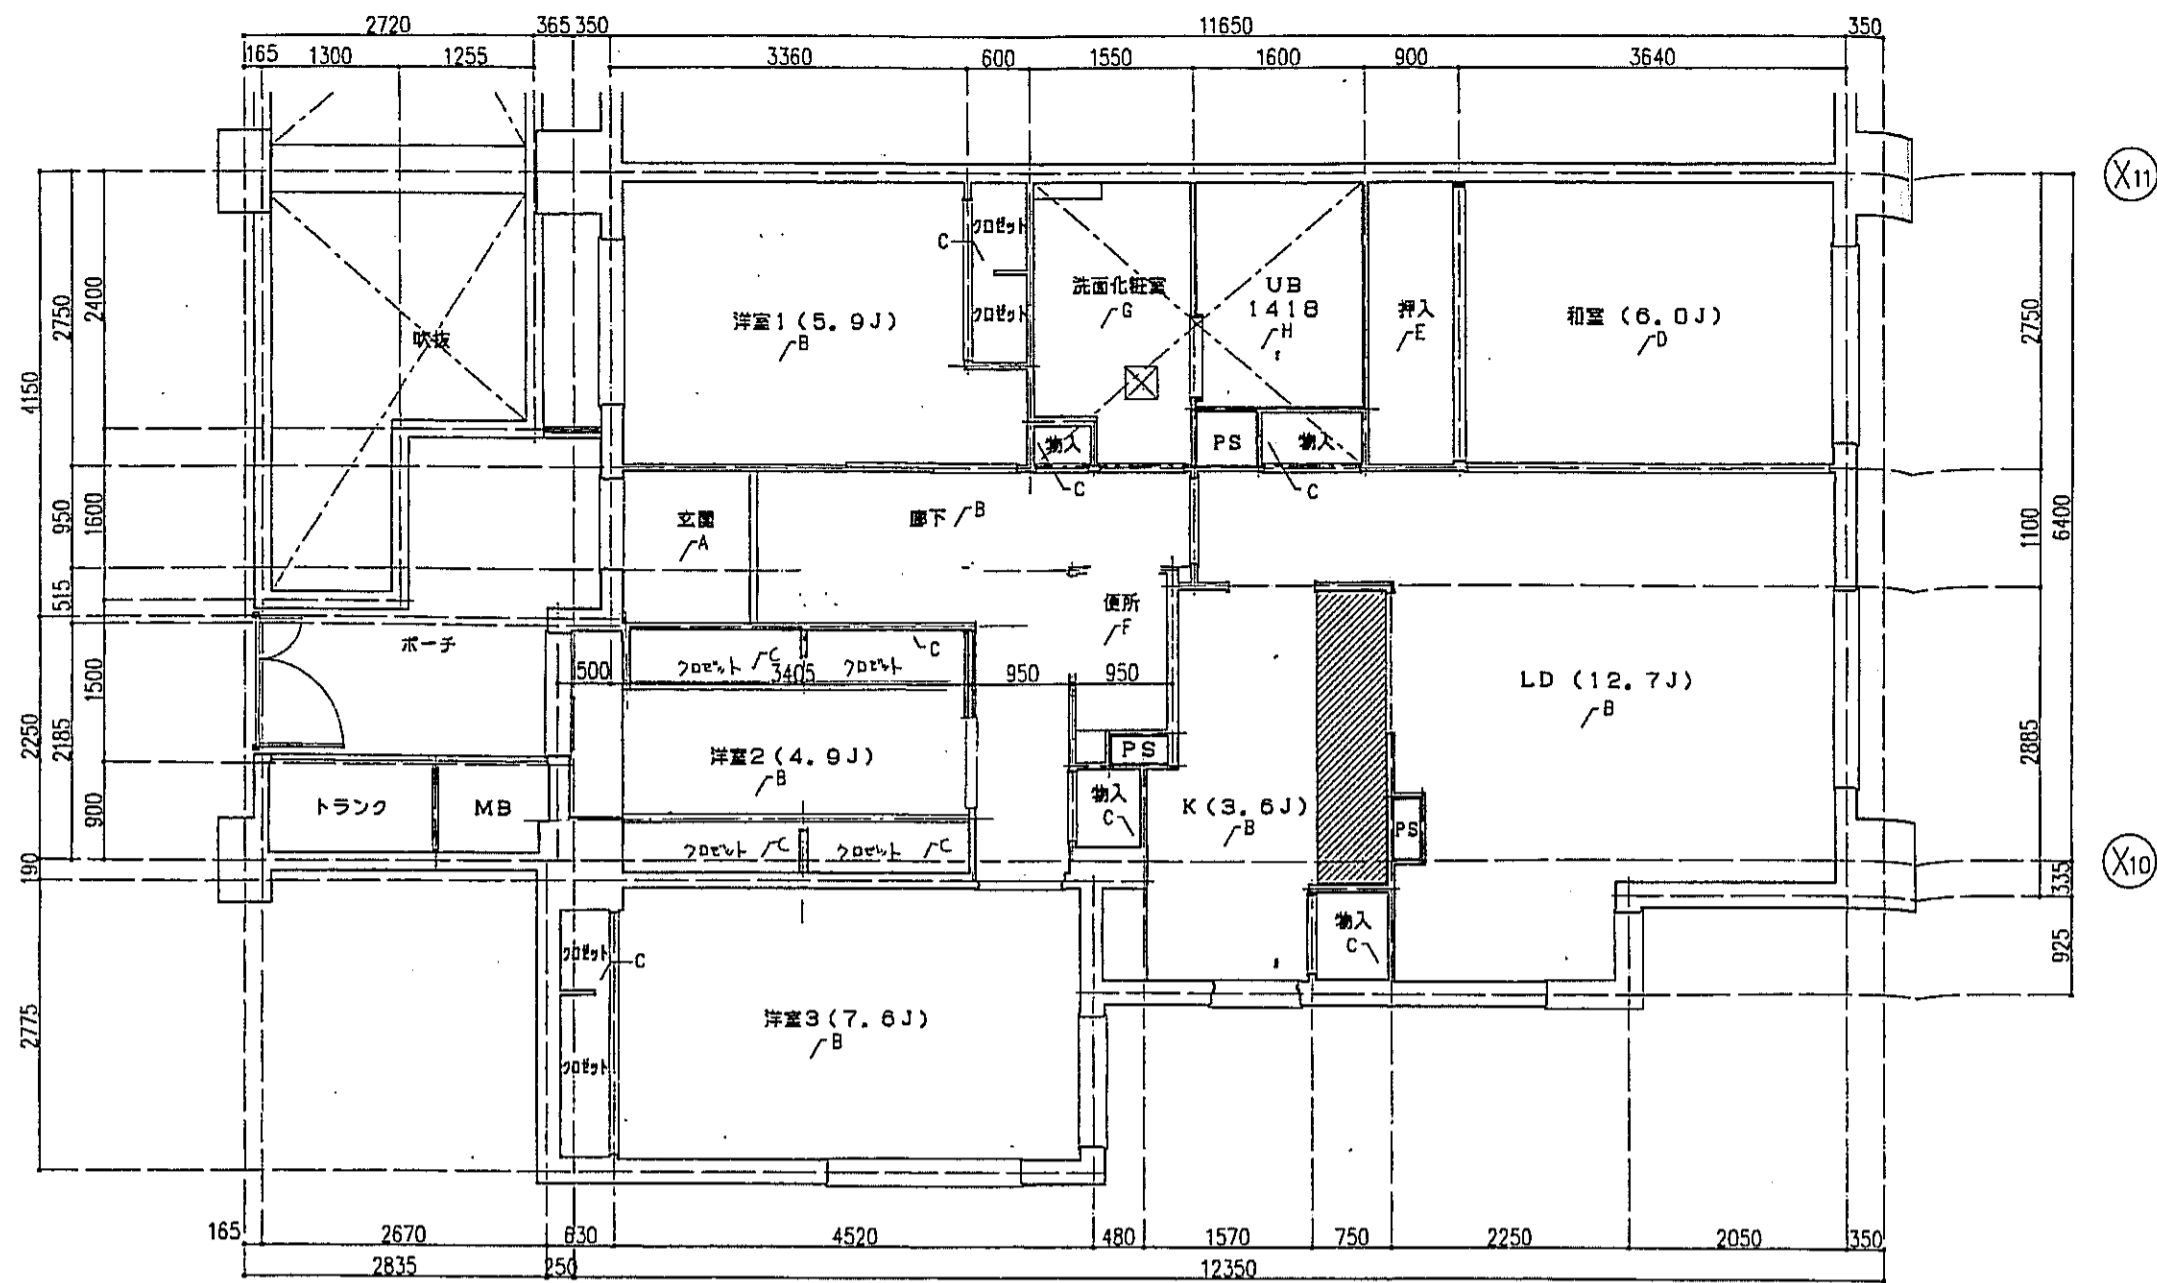 2720
365
350
11650
350
165
1300
1255
3360
600
1550
1600
900
3640
X11
クロゼット
C
クロゼット
洗面化粧室
G
UB
1418
H
押入
E
和室 (6.0J)
D
洋室1 (5.9J)
B
吹抜
2750
2400
4150
2750
物入
C
PS
物入
C
950
1600
515
玄関
A
廊下
B
1100
6400
便所
F
ポーチ
クロゼット
C
クロゼット
C
500
3405
950
950
LD (12.7J)
B
1500
2250
2185
2885
洋室2 (4.9J)
B
PS
トランク
MB
物入
C
K (3.6J)
B
PS
900
クロゼット
C
クロゼット
C
190
X10
335
925
クロゼット
C
物入
C
洋室3 (7.6J)
B
クロゼット
2775
165
2670
630
4520
480
1570
750
2250
2050
350
2835
250
12350